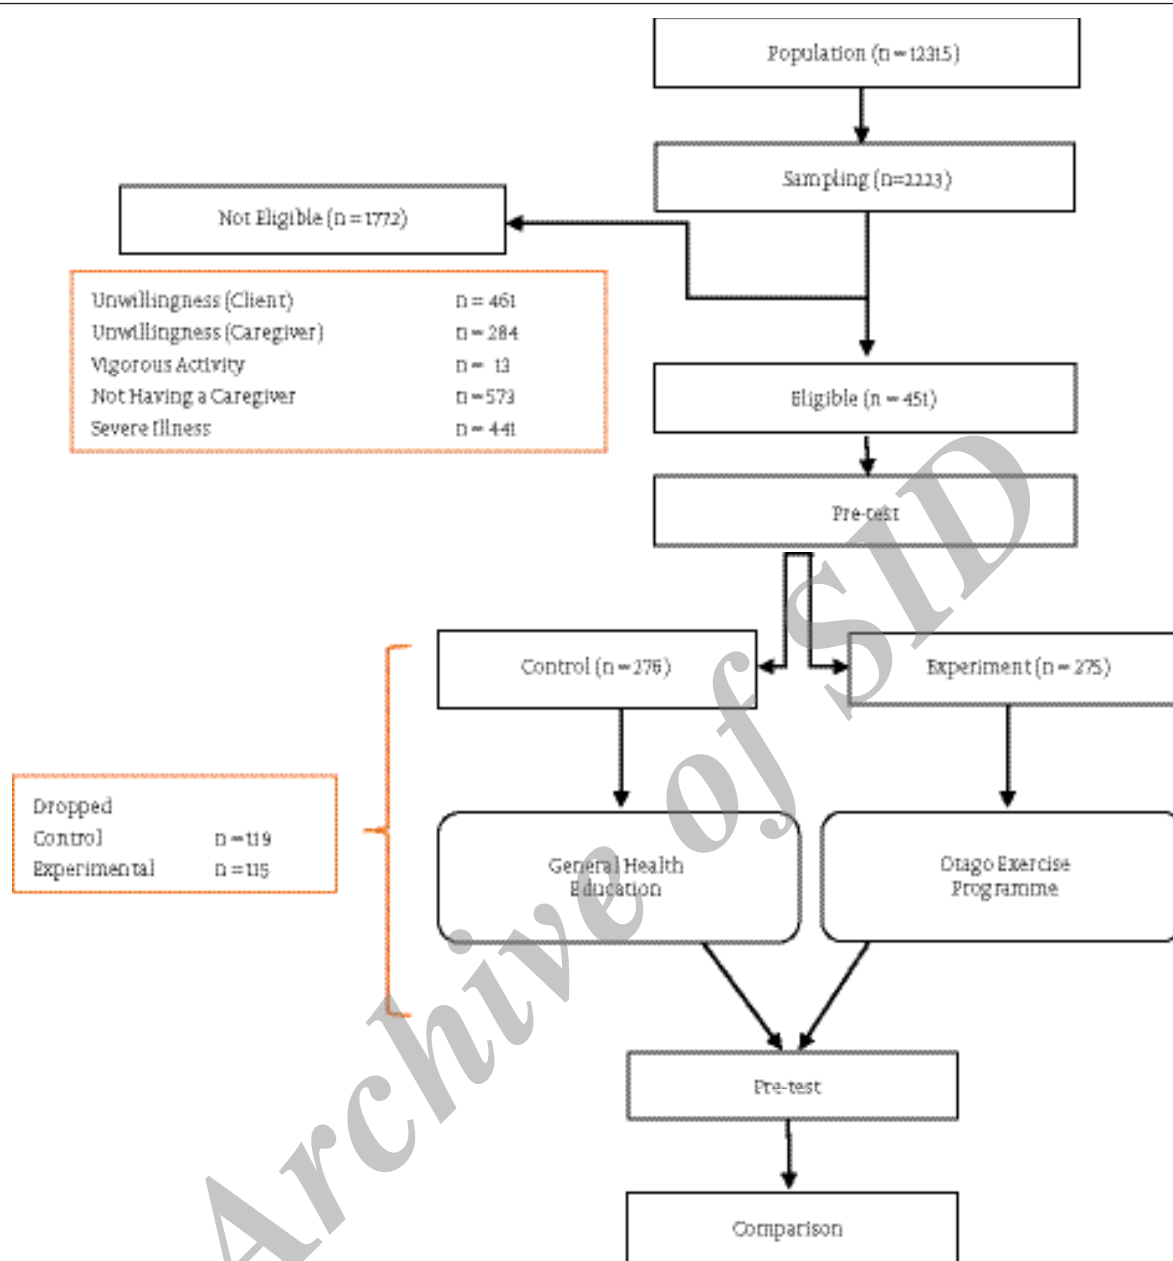 Population (n = 12315)
Sampling (n=2223)
Not Eligible (n = 1772)
Unwillingness (Client) n = 461
Unwillingness (Caregiver) n = 284
Vigorous Activity n = 13
Not Having a Caregiver n = 573
Severe Illness n = 441
Eligible (n = 451)
Pre-test
Control (n = 276)
Experiment (n = 275)
Dropped
Control n = 119
Experimental n = 115
General Health
Education
Otago Exercise
Programme
Pre-test
Comparison
Archive of SID